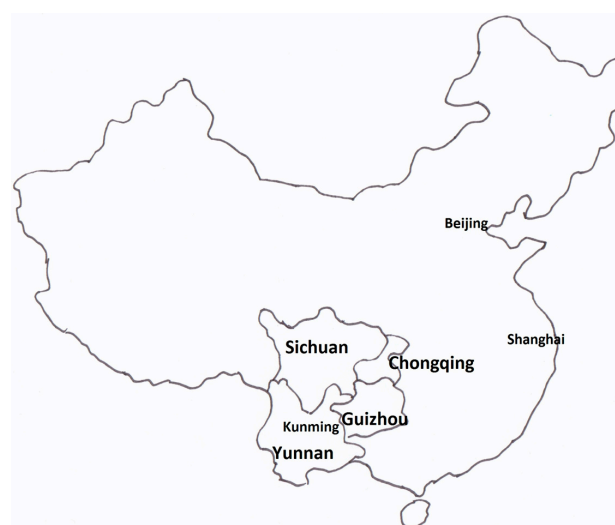 Beijing
Shanghai
Sichuan
Chongqing
Guizhou
Kunming
Yunnan